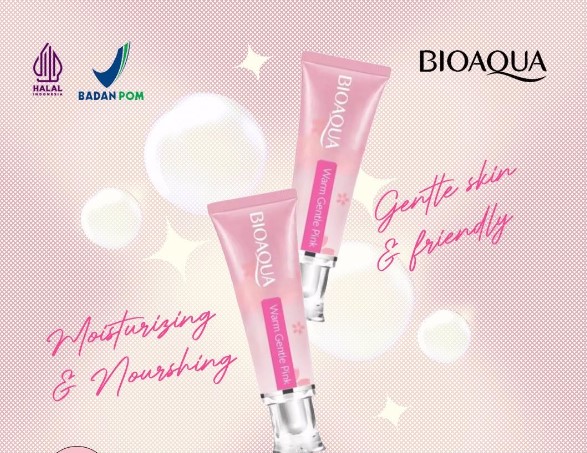 HALAL
INDONESIA
BADAN POM
BIOAQUA
BIOAQUA
Warm Gentle Pink
Gentle skin
& friendly
BIOAQUA
Warm Gentle Pink
Moisturizing
& Nourshing